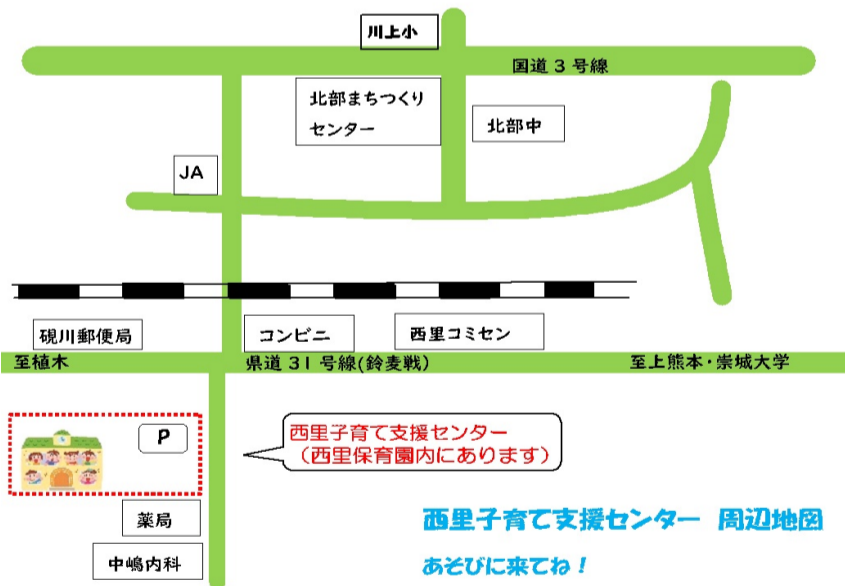 川上小
国道3号線
北部まちつくり
センター
北部中
JA
硯川郵便局
コンビニ
西里コミセン
至植木
県道31号線(鈴麦戦)
至上熊本・崇城大学
P
西里子育て支援センター
(西里保育園内にあります)
薬局
中嶋内科
西里子育て支援センター 周辺地図
あそびに来てね!